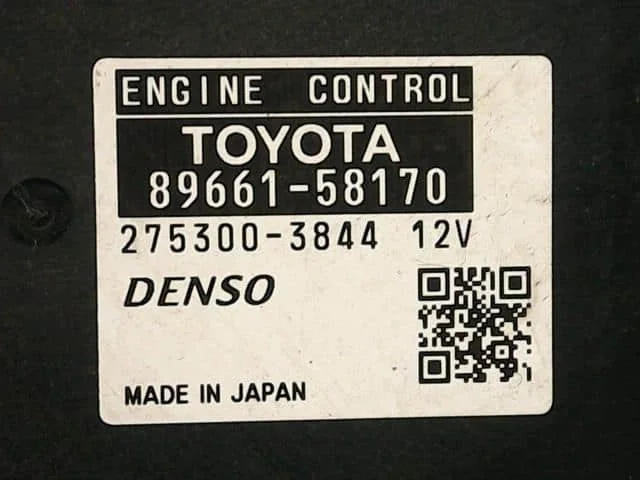 ENGINE CONTROL
TOYOTA
89661-58170
275300-3844 12V
DENSO
MADE IN JAPAN